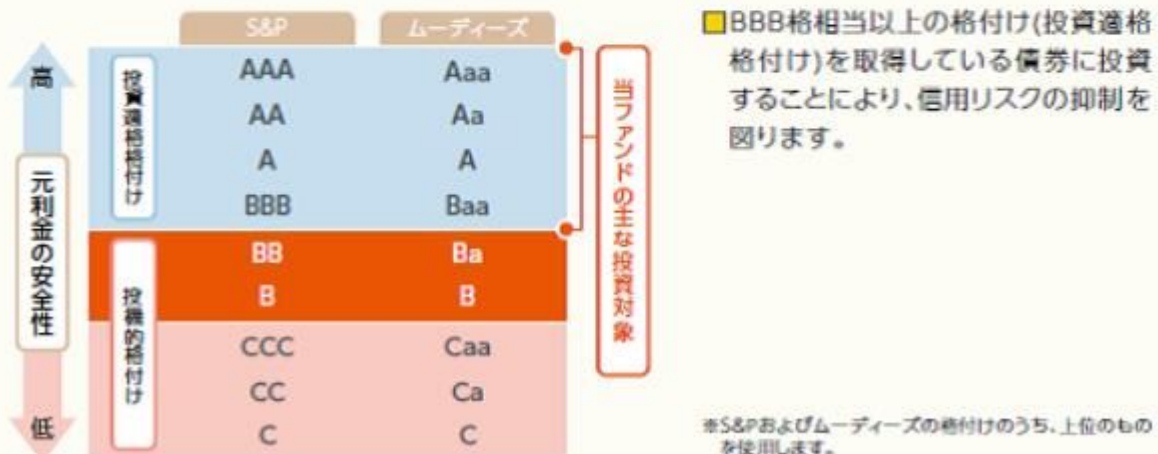 S&P ムーディーズ
高
元利金の安全性
低
投資適格格付け
AAA Aaa
AA Aa
A A
BBB Baa
投機的格付け
BB Ba
B B
CCC Caa
CC Ca
C C
当ファンドの主な投資対象
BBB格相当以上の格付け(投資適格
格付け)を取得している債券に投資
することにより、信用リスクの抑制を
図ります。
※S&Pおよびムーディーズの格付けのうち、上位のもの
を使用します。